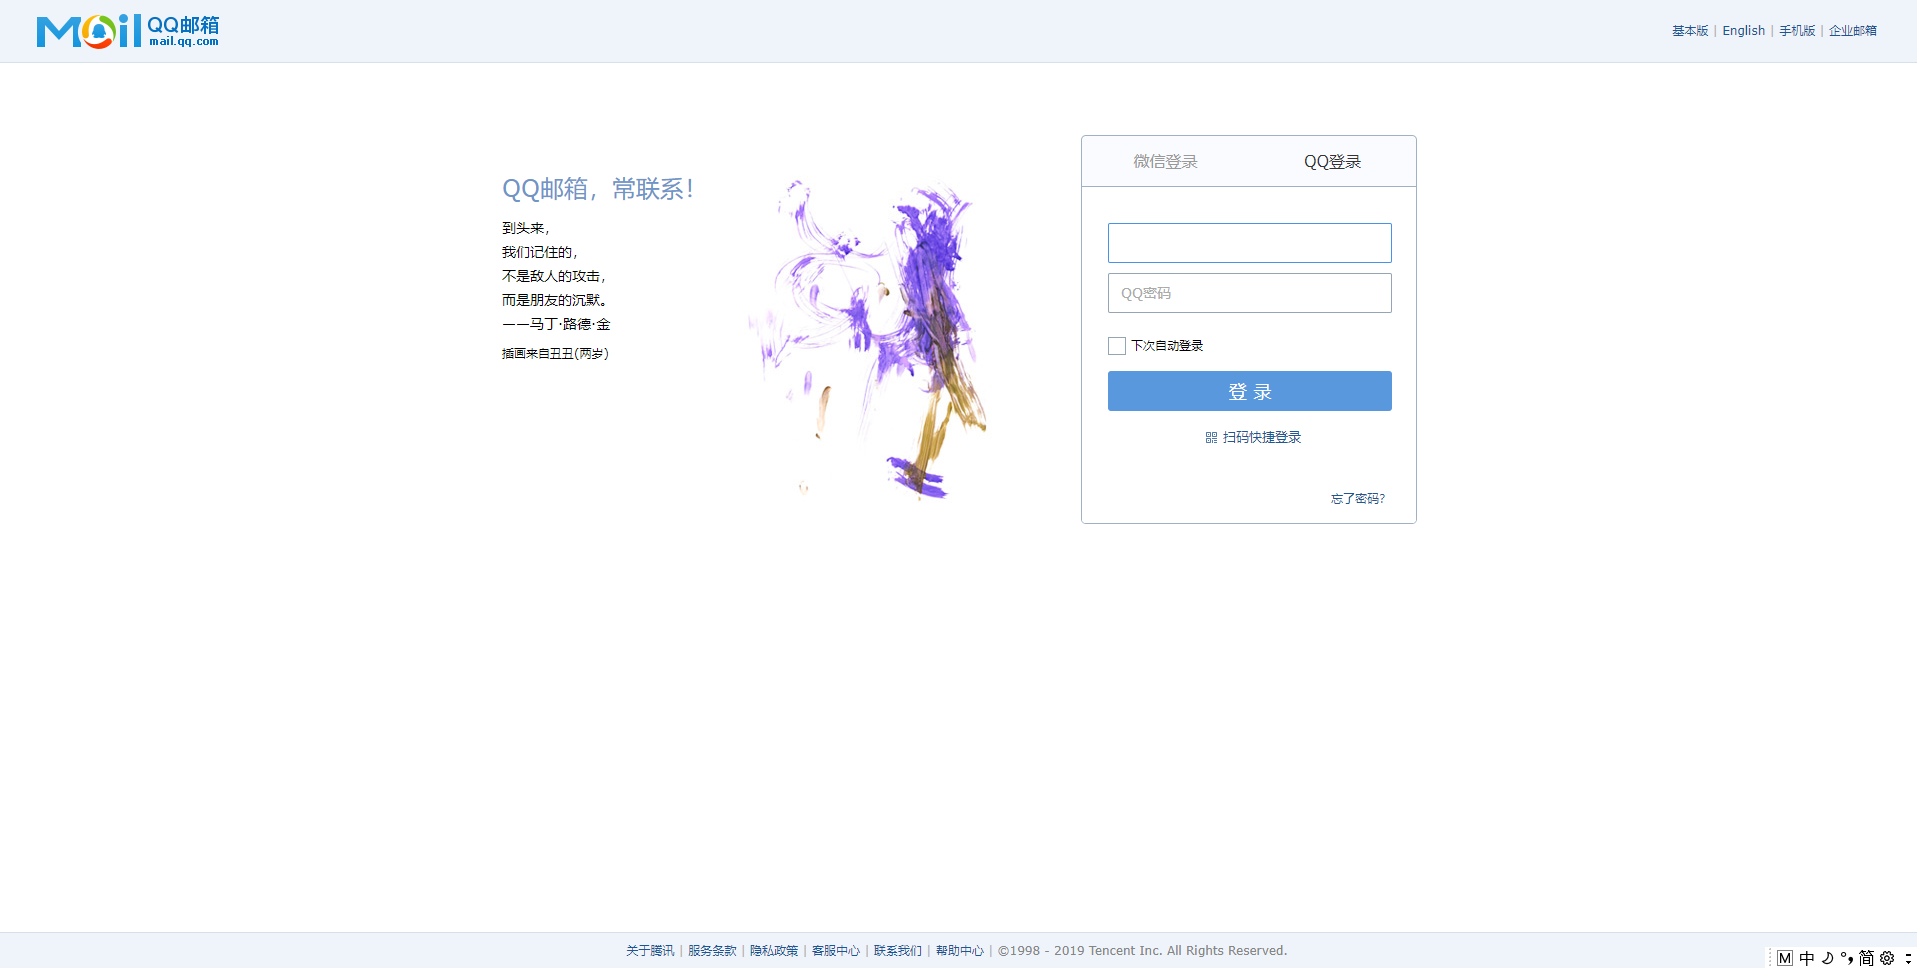 Mail QQ邮箱
mail.qq.com
基本版 | English | 手机版 | 企业邮箱
QQ邮箱，常联系！
到头来，
我们记住的，
不是敌人的攻击，
而是朋友的沉默。
——马丁·路德·金
插画来自丑丑(两岁)
微信登录 QQ登录
QQ密码
下次自动登录
登 录
扫码快捷登录
忘了密码?
关于腾讯 | 服务条款 | 隐私政策 | 客服中心 | 联系我们 | 帮助中心 | ©1998 - 2019 Tencent Inc. All Rights Reserved.
M 中 简